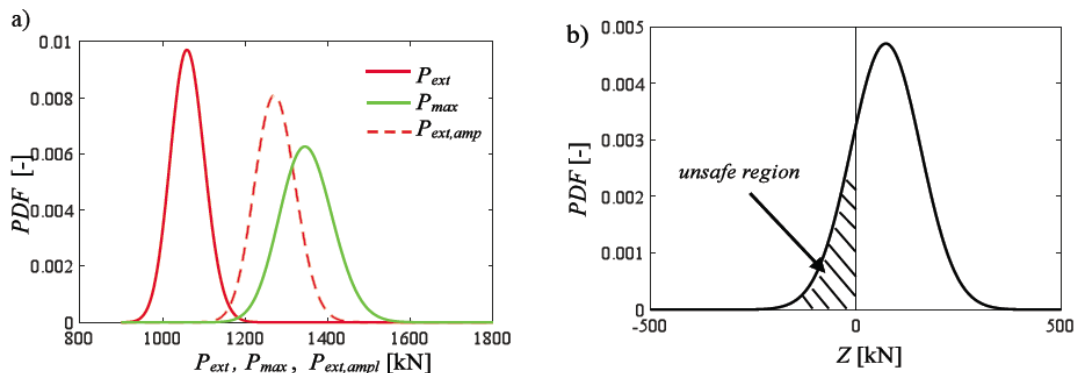 a)
PDF [-]
0.01
0.008
0.006
0.004
0.002
0
800
1000
1200
1400
1600
1800
P_ext
P_max
P_ext,amp
P_ext, P_max, P_ext,ampl [kN]
b)
PDF [-]
0.005
0.004
0.003
0.002
0.001
0
-500
0
500
unsafe region
Z [kN]